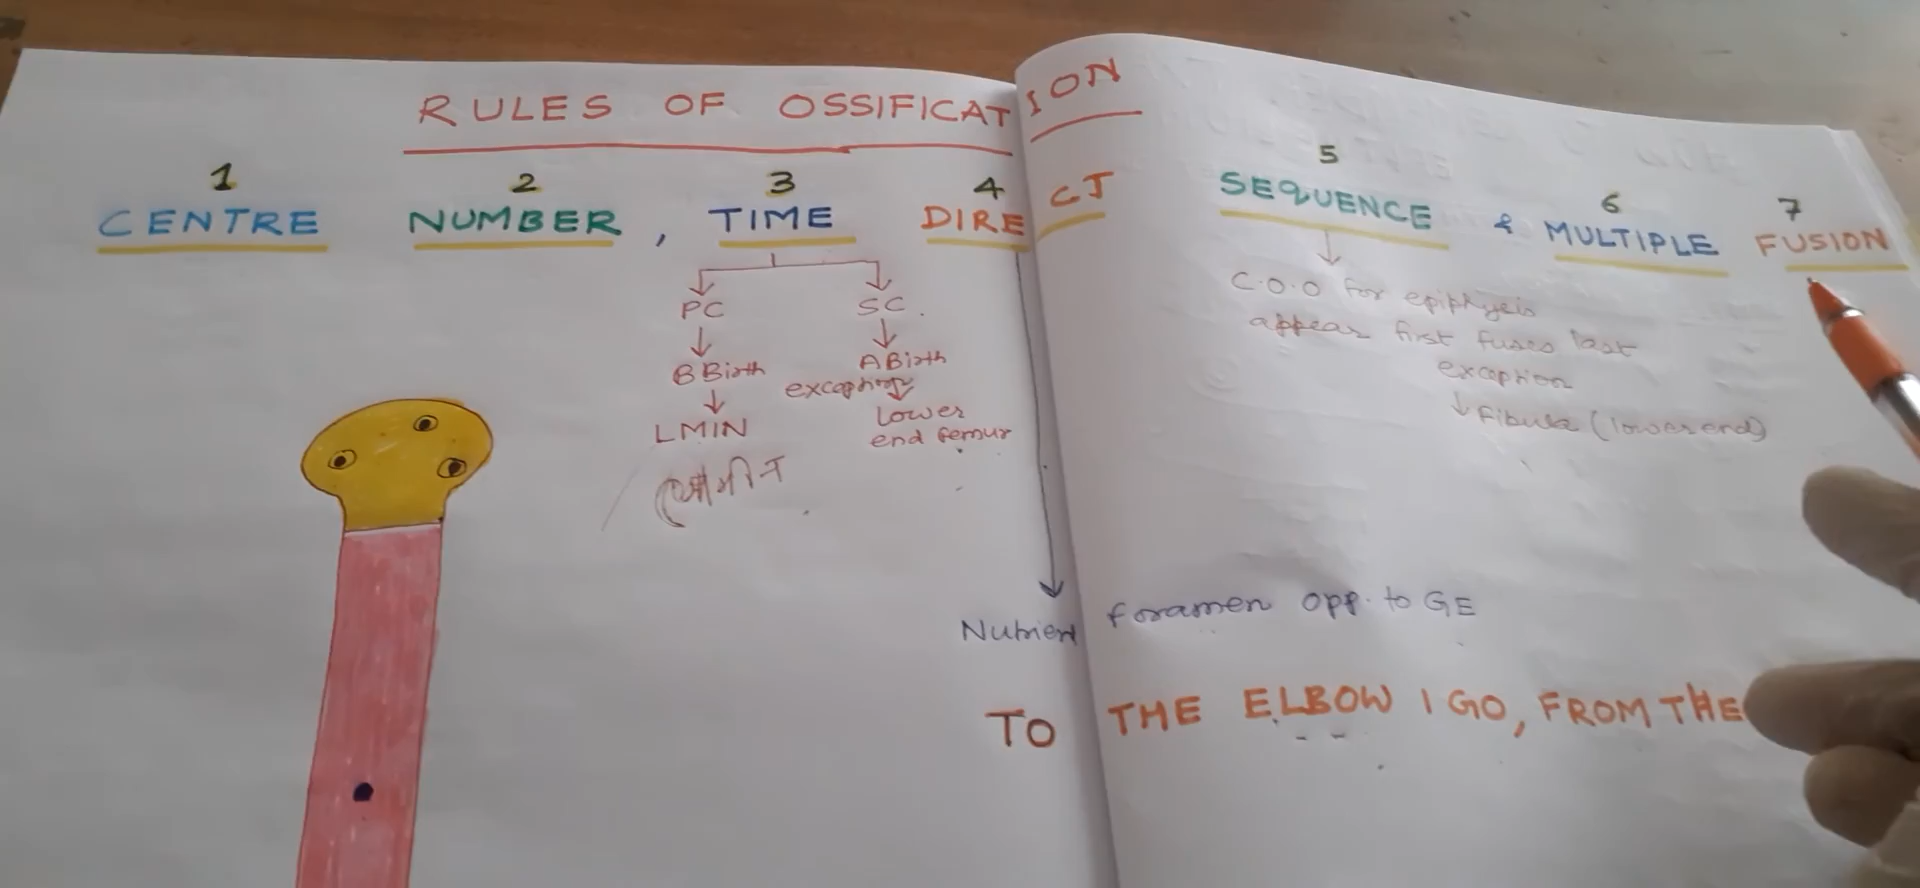 RULES OF OSSIFICATION
1 2 3 4 5 6 7
CENTRE NUMBER, TIME DIRECT SEQUENCE & MULTIPLE FUSION
PC SC
B Birth A Birth
LMIN
exception
Lower
end femur
C.O.O for epiphysis
appear first fuses last
exception
Fibula (lower end)
Nutrient foramen opp. to GE
TO THE ELBOW I GO, FROM THE